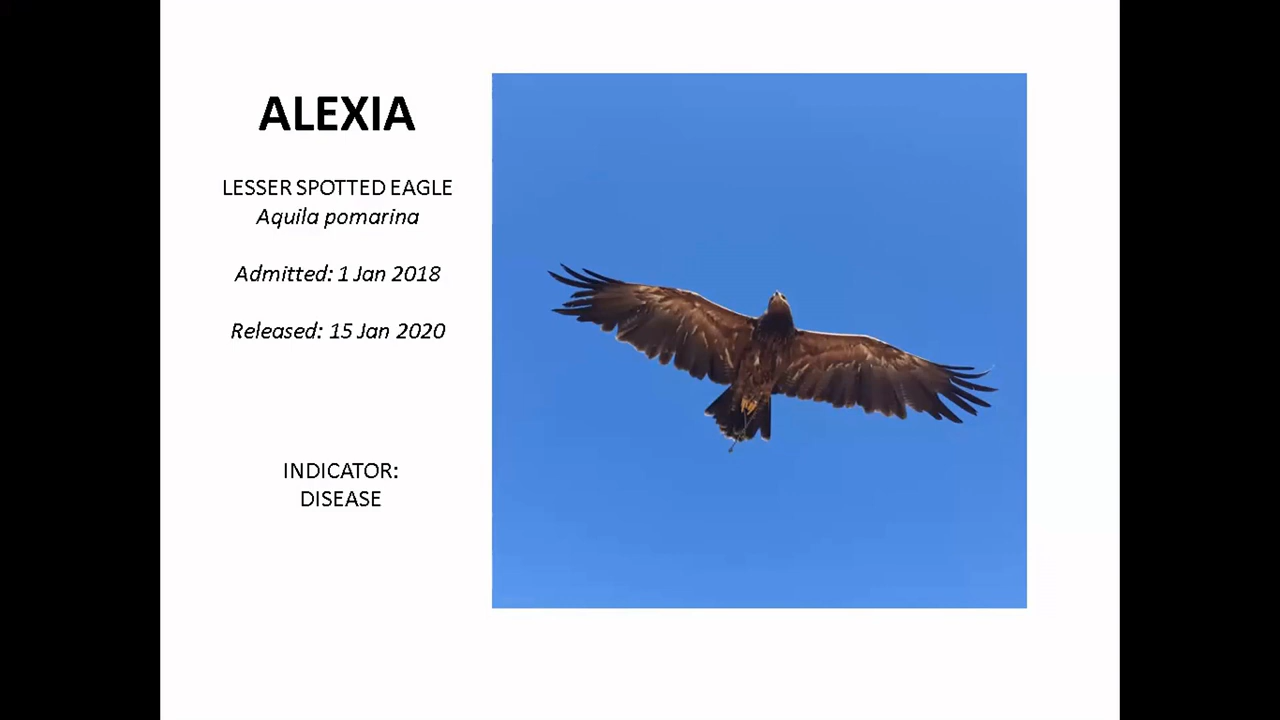 ALEXIA
LESSER SPOTTED EAGLE
Aquila pomarina
Admitted: 1 Jan 2018
Released: 15 Jan 2020
INDICATOR:
DISEASE